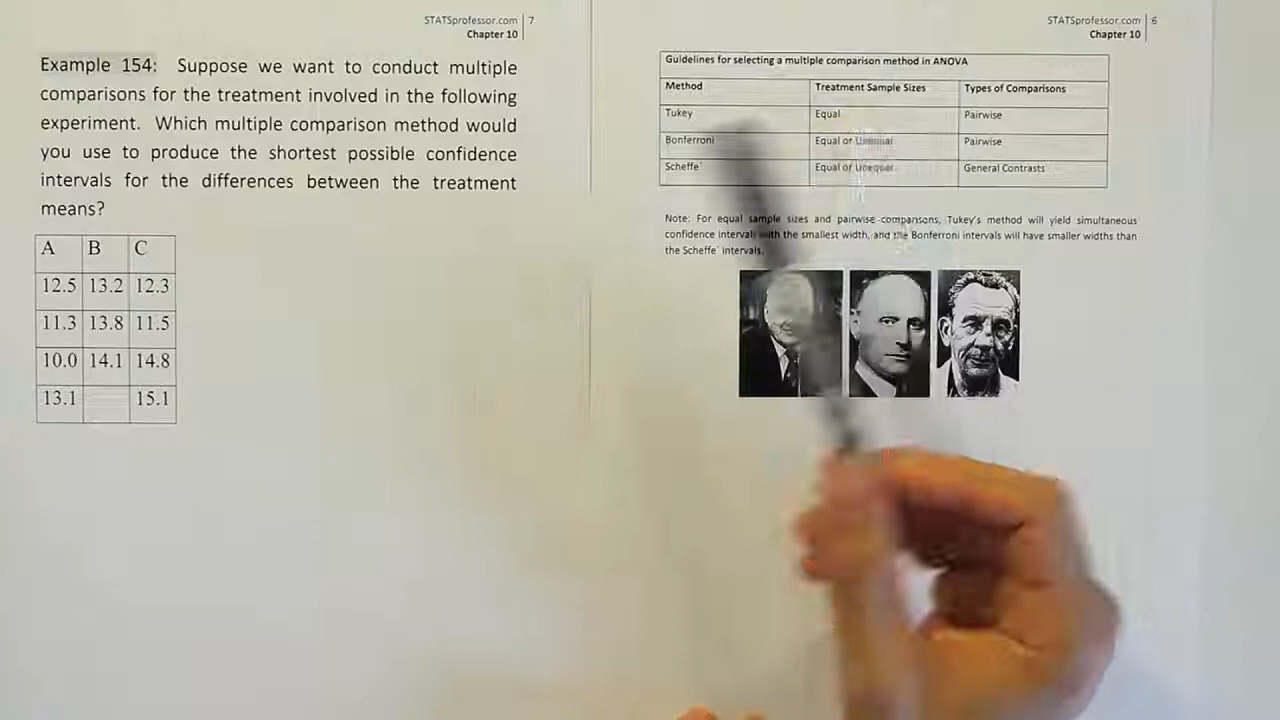 STATSprofessor.com 7
Chapter 10
Example 154: Suppose we want to conduct multiple
comparisons for the treatment involved in the following
experiment. Which multiple comparison method would
you use to produce the shortest possible confidence
intervals for the differences between the treatment
means?
A B C
12.5 13.2 12.3
11.3 13.8 11.5
10.0 14.1 14.8
13.1 15.1
STATSprofessor.com 6
Chapter 10
Guidelines for selecting a multiple comparison method in ANOVA
Method Treatment Sample Sizes Types of Comparisons
Tukey Equal Pairwise
Bonferroni Equal or Unequal Pairwise
Scheffe` Equal or Unequal General Contrasts
Note: For equal sample sizes and pairwise comparisons, Tukey's method will yield simultaneous
confidence intervals with the smallest width, and the Bonferroni intervals will have smaller widths than
the Scheffe` intervals.